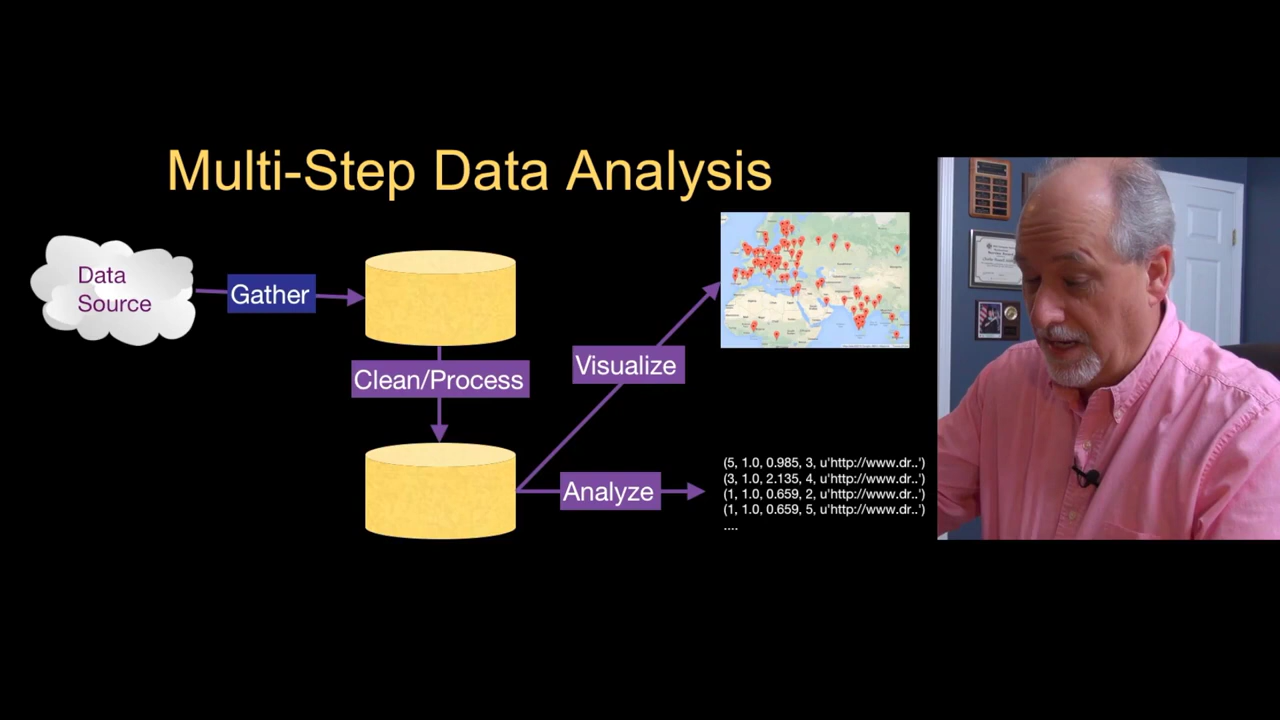 Multi-Step Data Analysis
Data
Source
Gather
Clean/Process
Visualize
Analyze
(5, 1.0, 0.985, 3, u'http://www.dr..')
(3, 1.0, 2.135, 4, u'http://www.dr..')
(1, 1.0, 0.659, 2, u'http://www.dr..')
(1, 1.0, 0.659, 5, u'http://www.dr..')
....